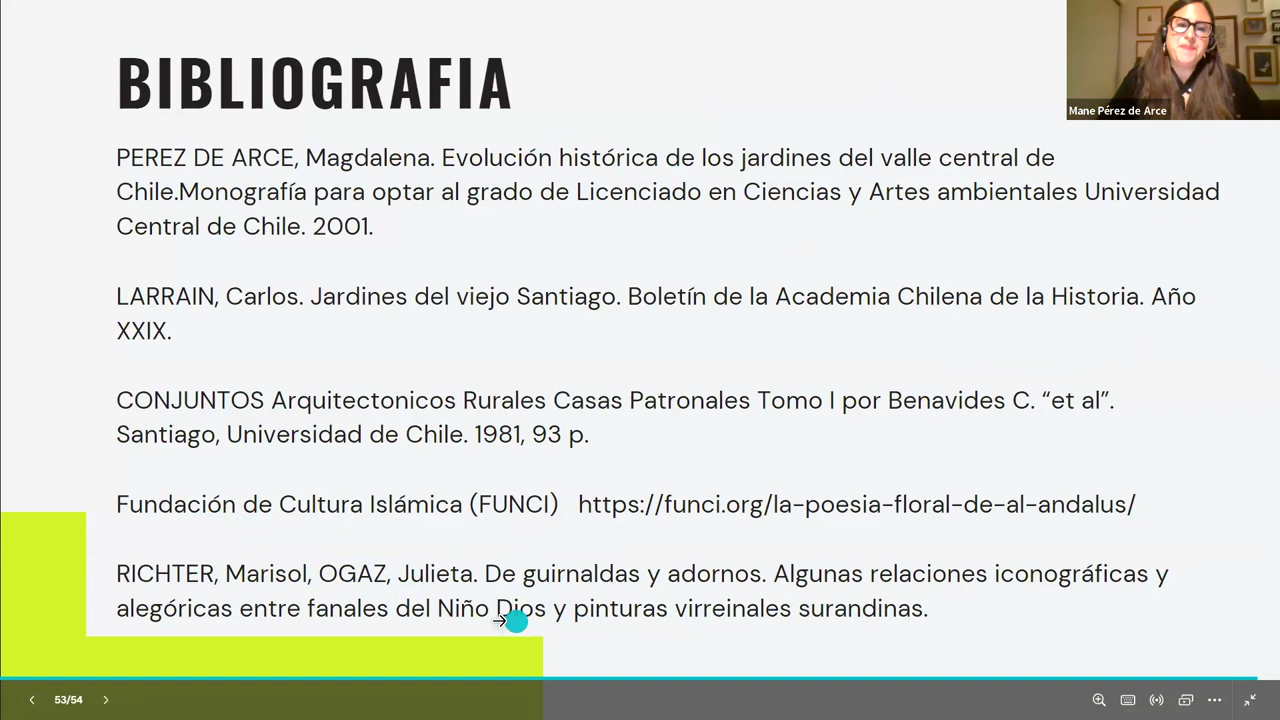 BIBLIOGRAFIA
Mane Pérez de Arce
PEREZ DE ARCE, Magdalena. Evolución histórica de los jardines del valle central de
Chile.Monografía para optar al grado de Licenciado en Ciencias y Artes ambientales Universidad
Central de Chile. 2001.
LARRAIN, Carlos. Jardines del viejo Santiago. Boletín de la Academia Chilena de la Historia. Año
XXIX.
CONJUNTOS Arquitectonicos Rurales Casas Patronales Tomo I por Benavides C. “et al”.
Santiago, Universidad de Chile. 1981, 93 p.
Fundación de Cultura Islámica (FUNCI) https://funci.org/la-poesia-floral-de-al-andalus/
RICHTER, Marisol, OGAZ, Julieta. De guirnaldas y adornos. Algunas relaciones iconográficas y
alegóricas entre fanales del Niño Dios y pinturas virreinales surandinas.
53/54